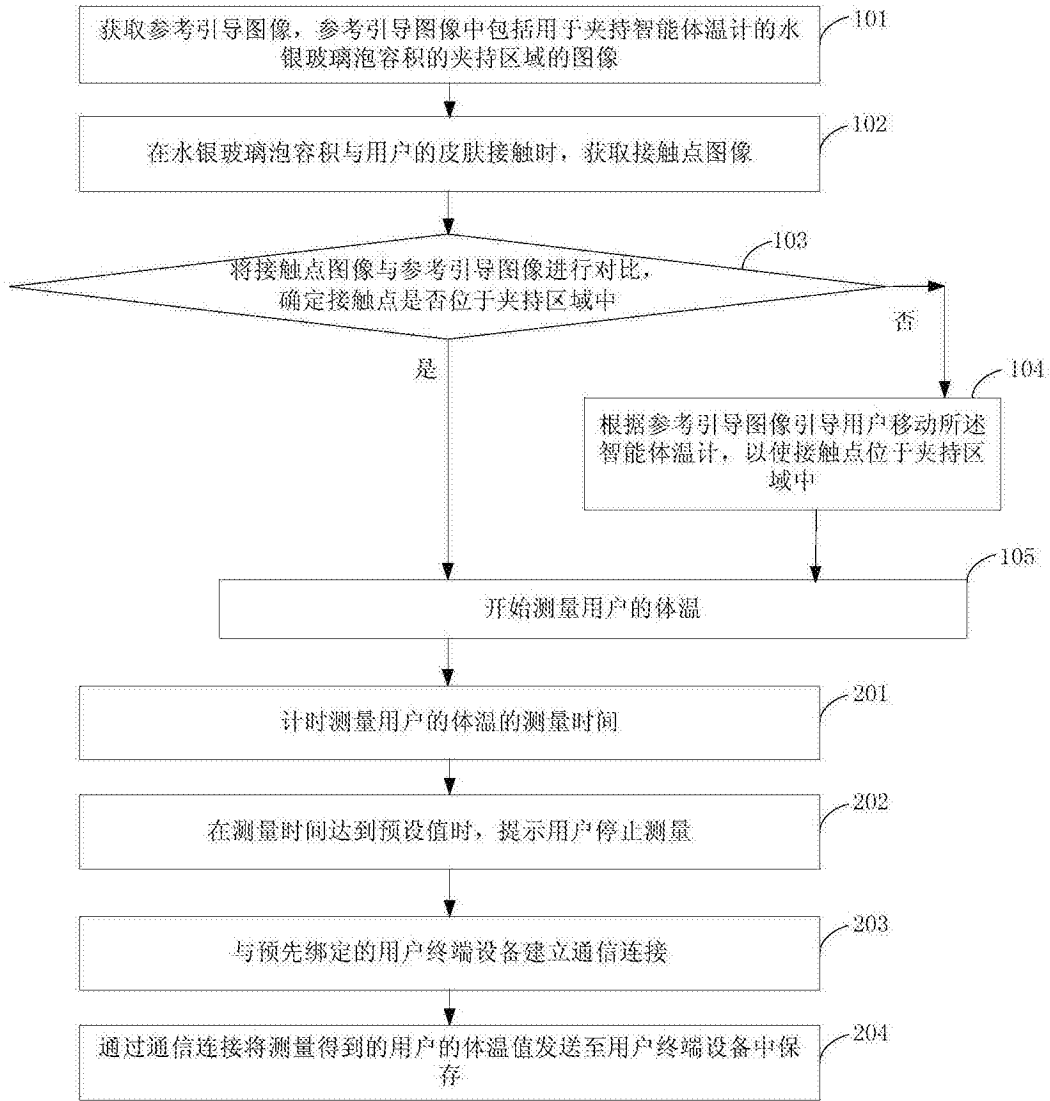 获取参考引导图像，参考引导图像中包括用于夹持智能体温计的水
银玻璃泡容积的夹持区域的图像
101
在水银玻璃泡容积与用户的皮肤接触时，获取接触点图像
102
将接触点图像与参考引导图像进行对比，
确定接触点是否位于夹持区域中
103
否
是
104
根据参考引导图像引导用户移动所述
智能体温计，以使接触点位于夹持区
域中
105
开始测量用户的体温
201
计时测量用户的体温的测量时间
202
在测量时间达到预设值时，提示用户停止测量
203
与预先绑定的用户终端设备建立通信连接
204
通过通信连接将测量得到的用户的体温值发送至用户终端设备中保
存